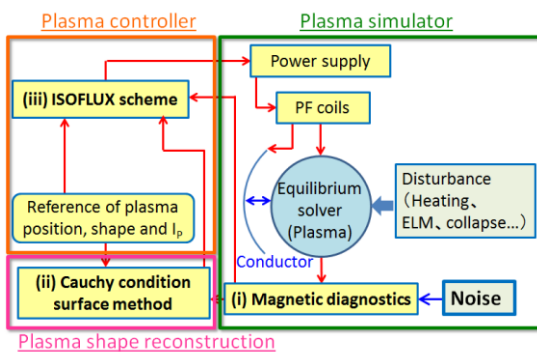 Plasma controller
Plasma simulator
Power supply
(iii) ISOFLUX scheme
PF coils
Equilibrium
solver
(Plasma)
Disturbance
(Heating、
ELM、collapse…)
Reference of plasma
position, shape and IP
Conductor
(ii) Cauchy condition
surface method
(i) Magnetic diagnostics
Noise
Plasma shape reconstruction